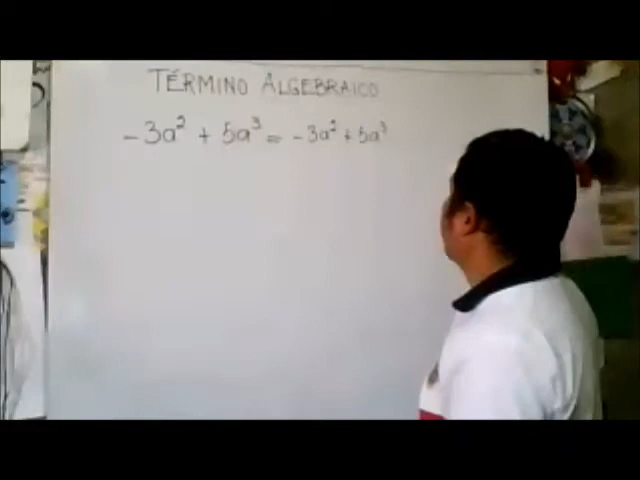 TÉRMINO ALGEBRAICO
-3a² + 5a³ = -3a² + 5a³